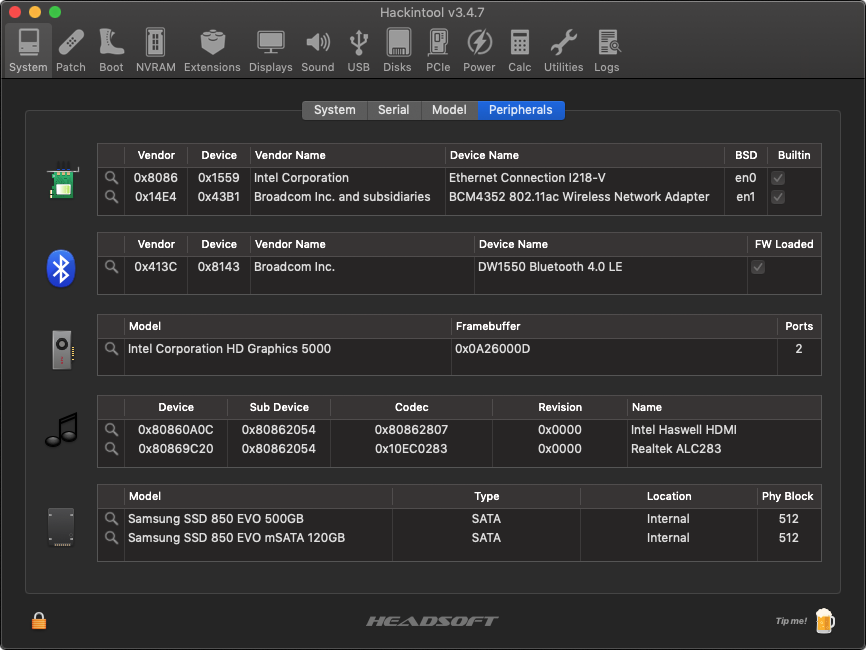 Hackintool v3.4.7
System Patch Boot NVRAM Extensions Displays Sound USB Disks PCIe Power Calc Utilities Logs
System Serial Model Peripherals
Vendor Device Vendor Name Device Name BSD Builtin
0x8086 0x1559 Intel Corporation Ethernet Connection I218-V en0
0x14E4 0x43B1 Broadcom Inc. and subsidiaries BCM4352 802.11ac Wireless Network Adapter en1
Vendor Device Vendor Name Device Name FW Loaded
0x413C 0x8143 Broadcom Inc. DW1550 Bluetooth 4.0 LE
Model Framebuffer Ports
Intel Corporation HD Graphics 5000 0x0A26000D 2
Device Sub Device Codec Revision Name
0x80860A0C 0x80862054 0x80862807 0x0000 Intel Haswell HDMI
0x80869C20 0x80862054 0x10EC0283 0x0000 Realtek ALC283
Model Type Location Phy Block
Samsung SSD 850 EVO 500GB SATA Internal 512
Samsung SSD 850 EVO mSATA 120GB SATA Internal 512
HEADSOFT Tip me!